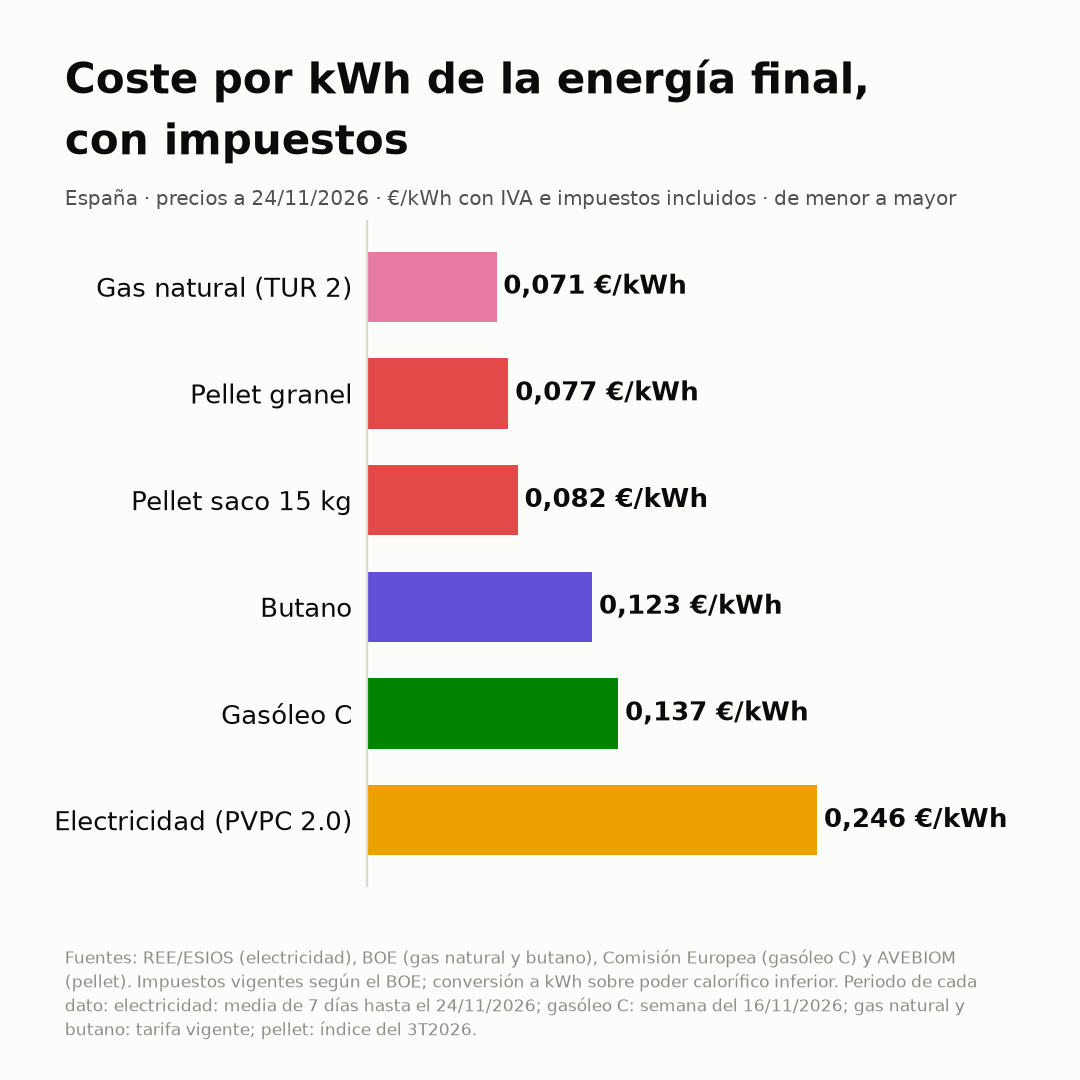 Coste por kWh de la energía final,
con impuestos
España · precios a 24/11/2026 · €/kWh con IVA e impuestos incluidos · de menor a mayor
Gas natural (TUR 2) 0,071 €/kWh
Pellet granel 0,077 €/kWh
Pellet saco 15 kg 0,082 €/kWh
Butano 0,123 €/kWh
Gasóleo C 0,137 €/kWh
Electricidad (PVPC 2.0) 0,246 €/kWh
Fuentes: REE/ESIOS (electricidad), BOE (gas natural y butano), Comisión Europea (gasóleo C) y AVEBIOM
(pellet). Impuestos vigentes según el BOE; conversión a kWh sobre poder calorífico inferior. Periodo de cada
dato: electricidad: media de 7 días hasta el 24/11/2026; gasóleo C: semana del 16/11/2026; gas natural y
butano: tarifa vigente; pellet: índice del 3T2026.